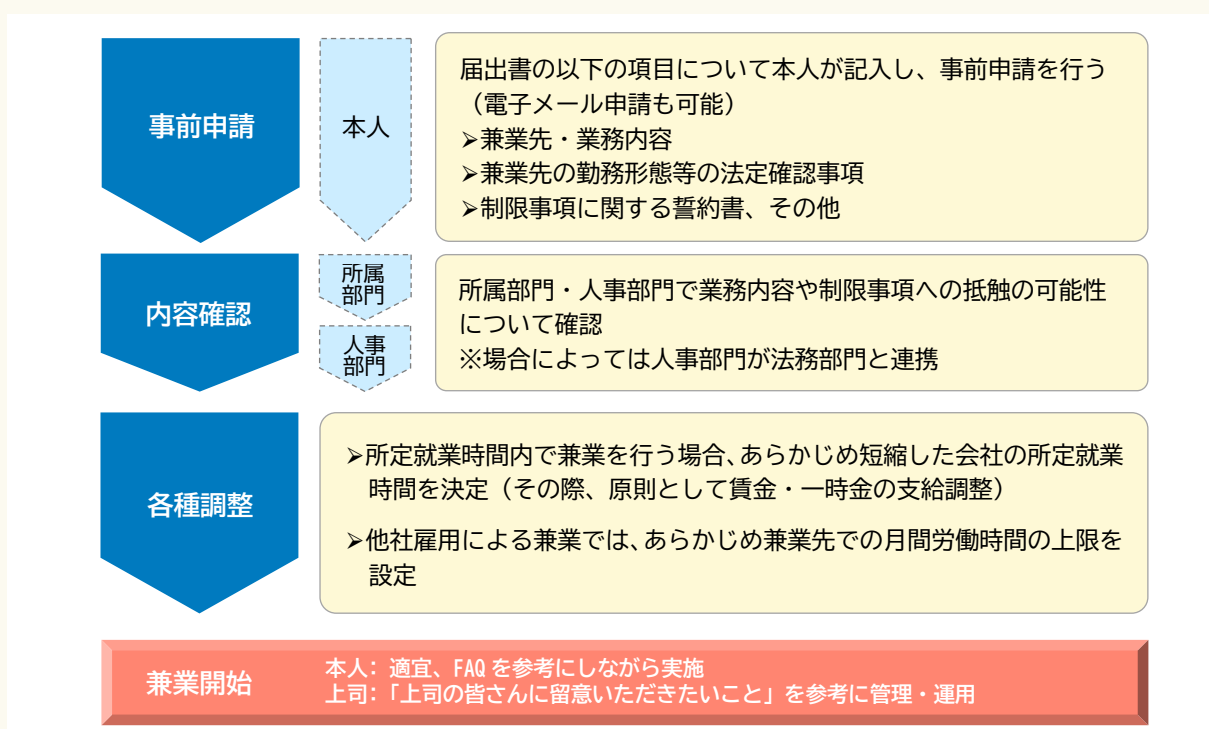 事前申請
本人
届出書の以下の項目について本人が記入し、事前申請を行う
（電子メール申請も可能）
➢兼業先・業務内容
➢兼業先の勤務形態等の法定確認事項
➢制限事項に関する誓約書、その他
内容確認
所属
部門
人事
部門
所属部門・人事部門で業務内容や制限事項への抵触の可能性
について確認
※場合によっては人事部門が法務部門と連携
各種調整
➢所定就業時間内で兼業を行う場合、あらかじめ短縮した会社の所定就業
時間を決定（その際、原則として賃金・一時金の支給調整）
➢他社雇用による兼業では、あらかじめ兼業先での月間労働時間の上限を
設定
兼業開始
本人：適宜、FAQを参考にしながら実施
上司：「上司の皆さんに留意いただきたいこと」を参考に管理・運用